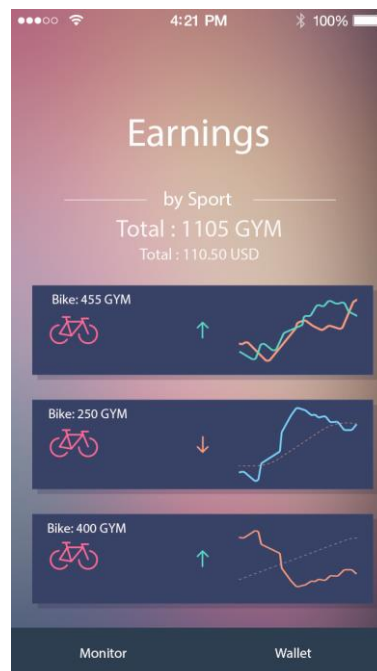 4:21 PM 100%
Earnings
by Sport
Total : 1105 GYM
Total : 110.50 USD
Bike: 455 GYM
Bike: 250 GYM
Bike: 400 GYM
Monitor Wallet